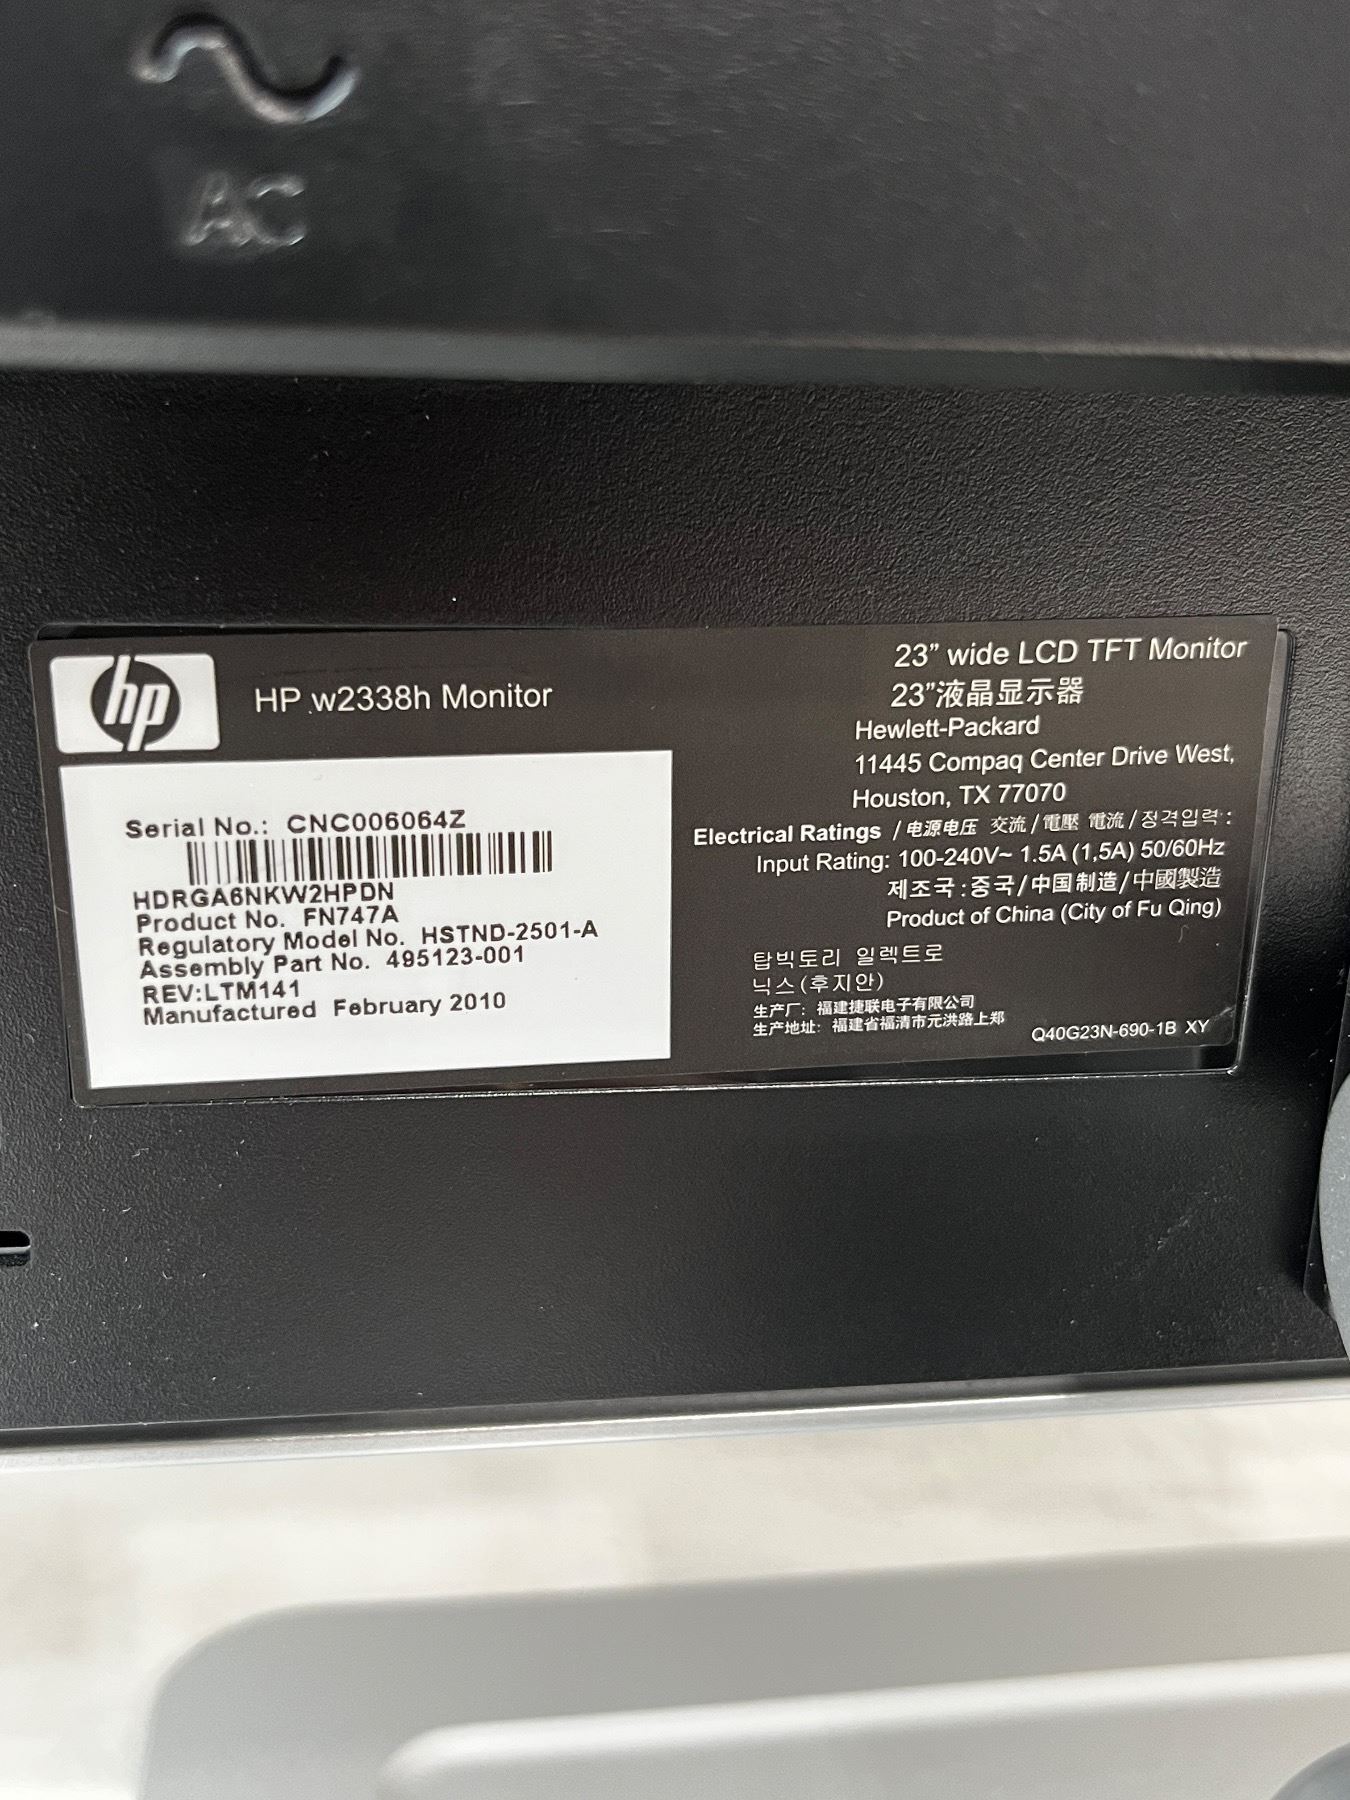 AC
hp
HP w2338h Monitor
Serial No.: CNC006064Z
HDRGA6NKW2HPDN
Product No. FN747A
Regulatory Model No. HSTND-2501-A
Assembly Part No. 495123-001
REV:LTM141
Manufactured February 2010
23" wide LCD TFT Monitor
23"液晶显示器
Hewlett-Packard
11445 Compaq Center Drive West,
Houston, TX 77070
Electrical Ratings /电源电压 交流/電壓 電流/정격입력:
Input Rating: 100-240V~ 1.5A (1,5A) 50/60Hz
제조국:중국/中国制造/中國製造
Product of China (City of Fu Qing)
탑빅토리 일렉트로
닉스(후지안)
生产厂: 福建捷联电子有限公司
生产地址: 福建省福清市元洪路上郑
Q40G23N-690-1B XY